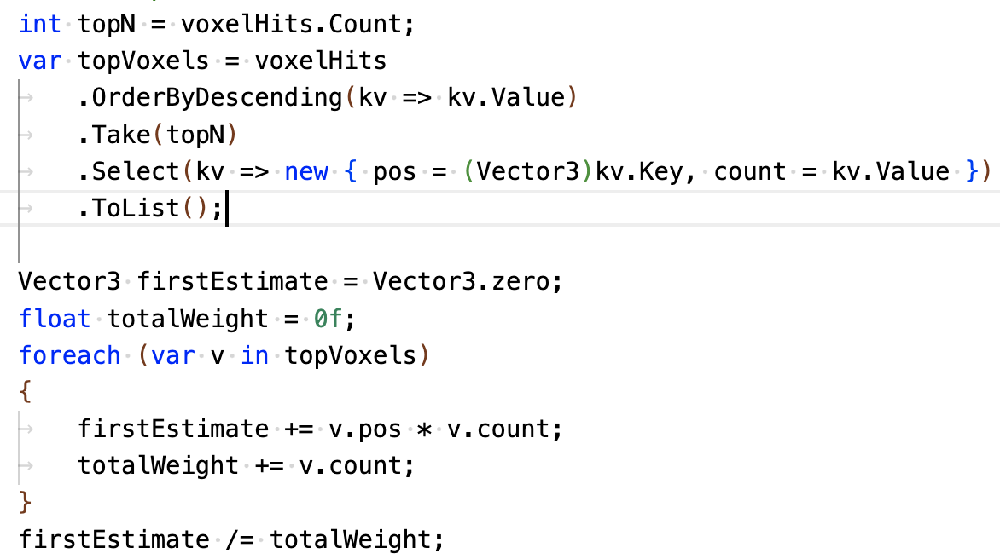 int topN = voxelHits.Count;
var topVoxels = voxelHits
    .OrderByDescending(kv => kv.Value)
    .Take(topN)
    .Select(kv => new { pos = (Vector3)kv.Key, count = kv.Value })
    .ToList();
Vector3 firstEstimate = Vector3.zero;
float totalWeight = 0f;
foreach (var v in topVoxels)
{
    firstEstimate += v.pos * v.count;
    totalWeight += v.count;
}
firstEstimate /= totalWeight;